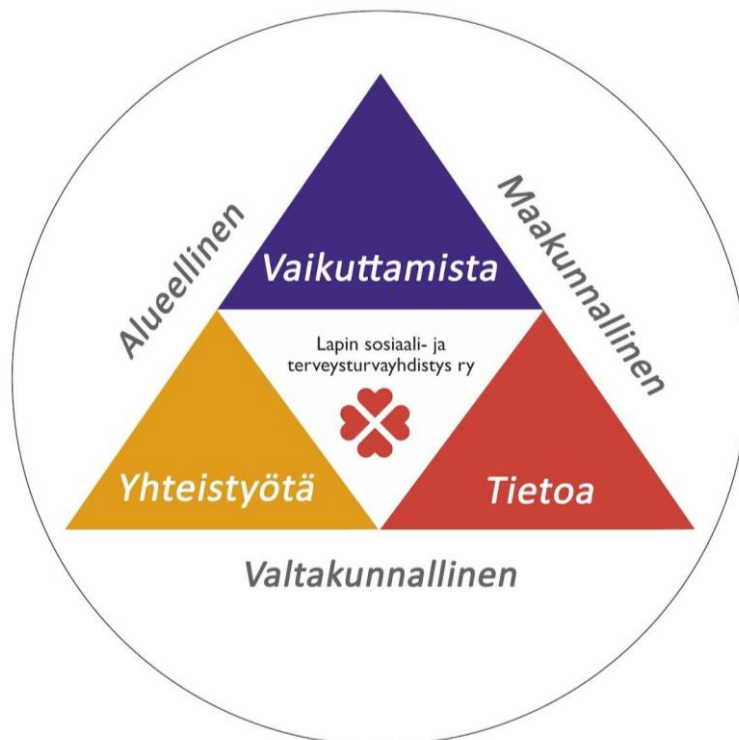 Alueellinen
Maakunnallinen
Vaikuttamista
Lapin sosiaali- ja
terveysturvayhdistys ry
Yhteistyötä
Tietoa
Valtakunnallinen